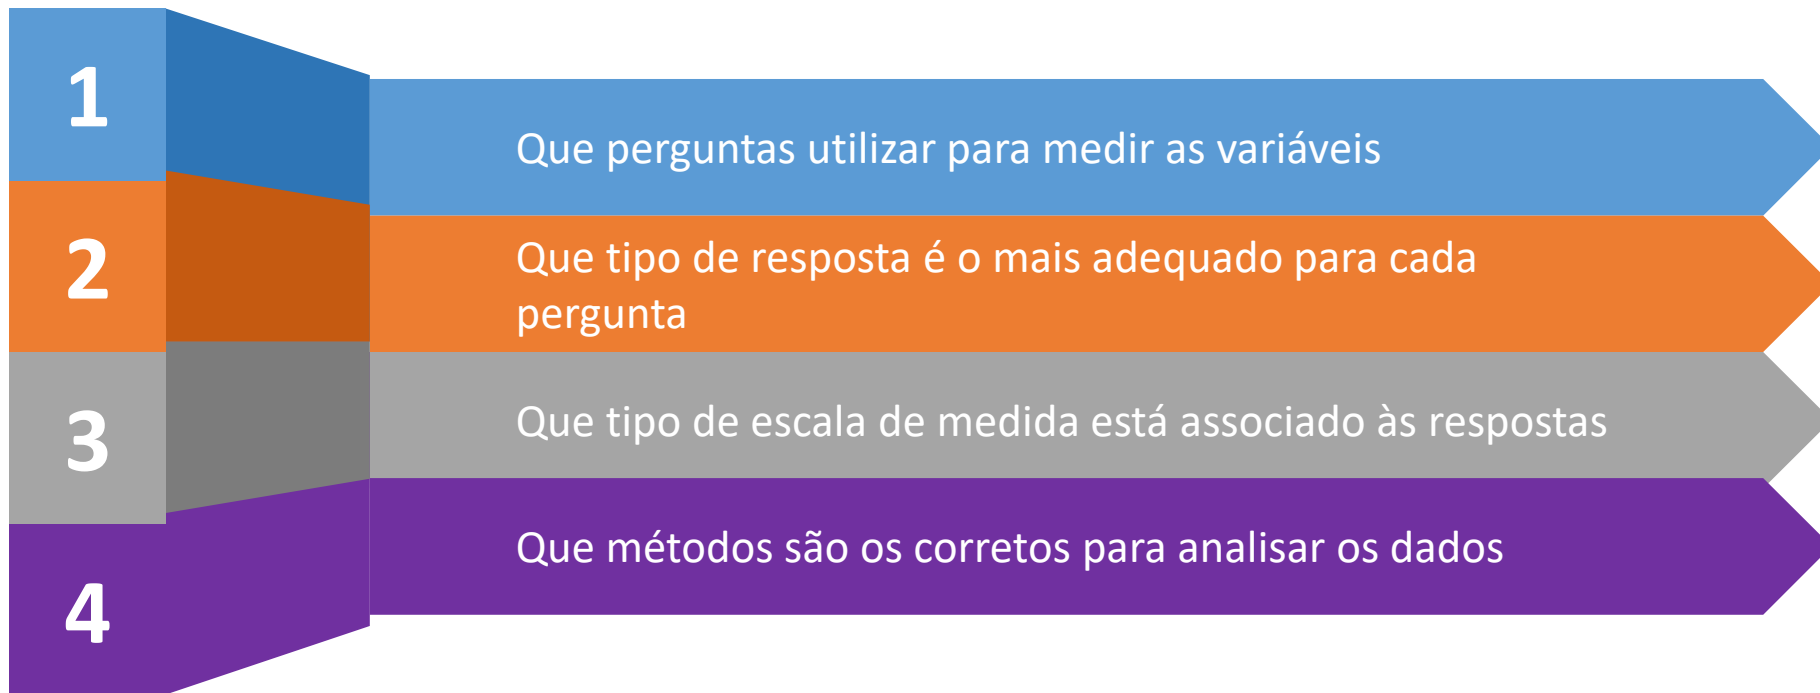 1
Que perguntas utilizar para medir as variáveis
2
Que tipo de resposta é o mais adequado para cada
pergunta
3
Que tipo de escala de medida está associado às respostas
4
Que métodos são os corretos para analisar os dados